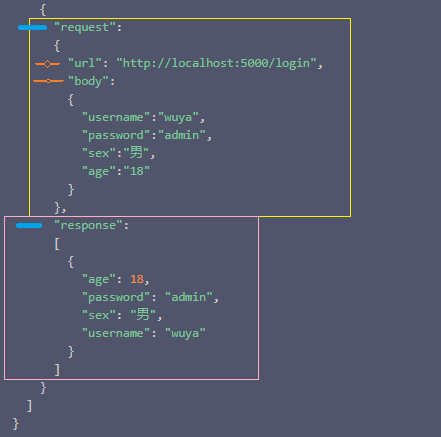 {
"request":
{
"url": "http://localhost:5000/login",
"body":
{
"username":"wuya",
"password":"admin",
"sex":"男",
"age":"18"
}
},
"response":
[
{
"age": 18,
"password": "admin",
"sex": "男",
"username": "wuya"
}
]
}
]
}